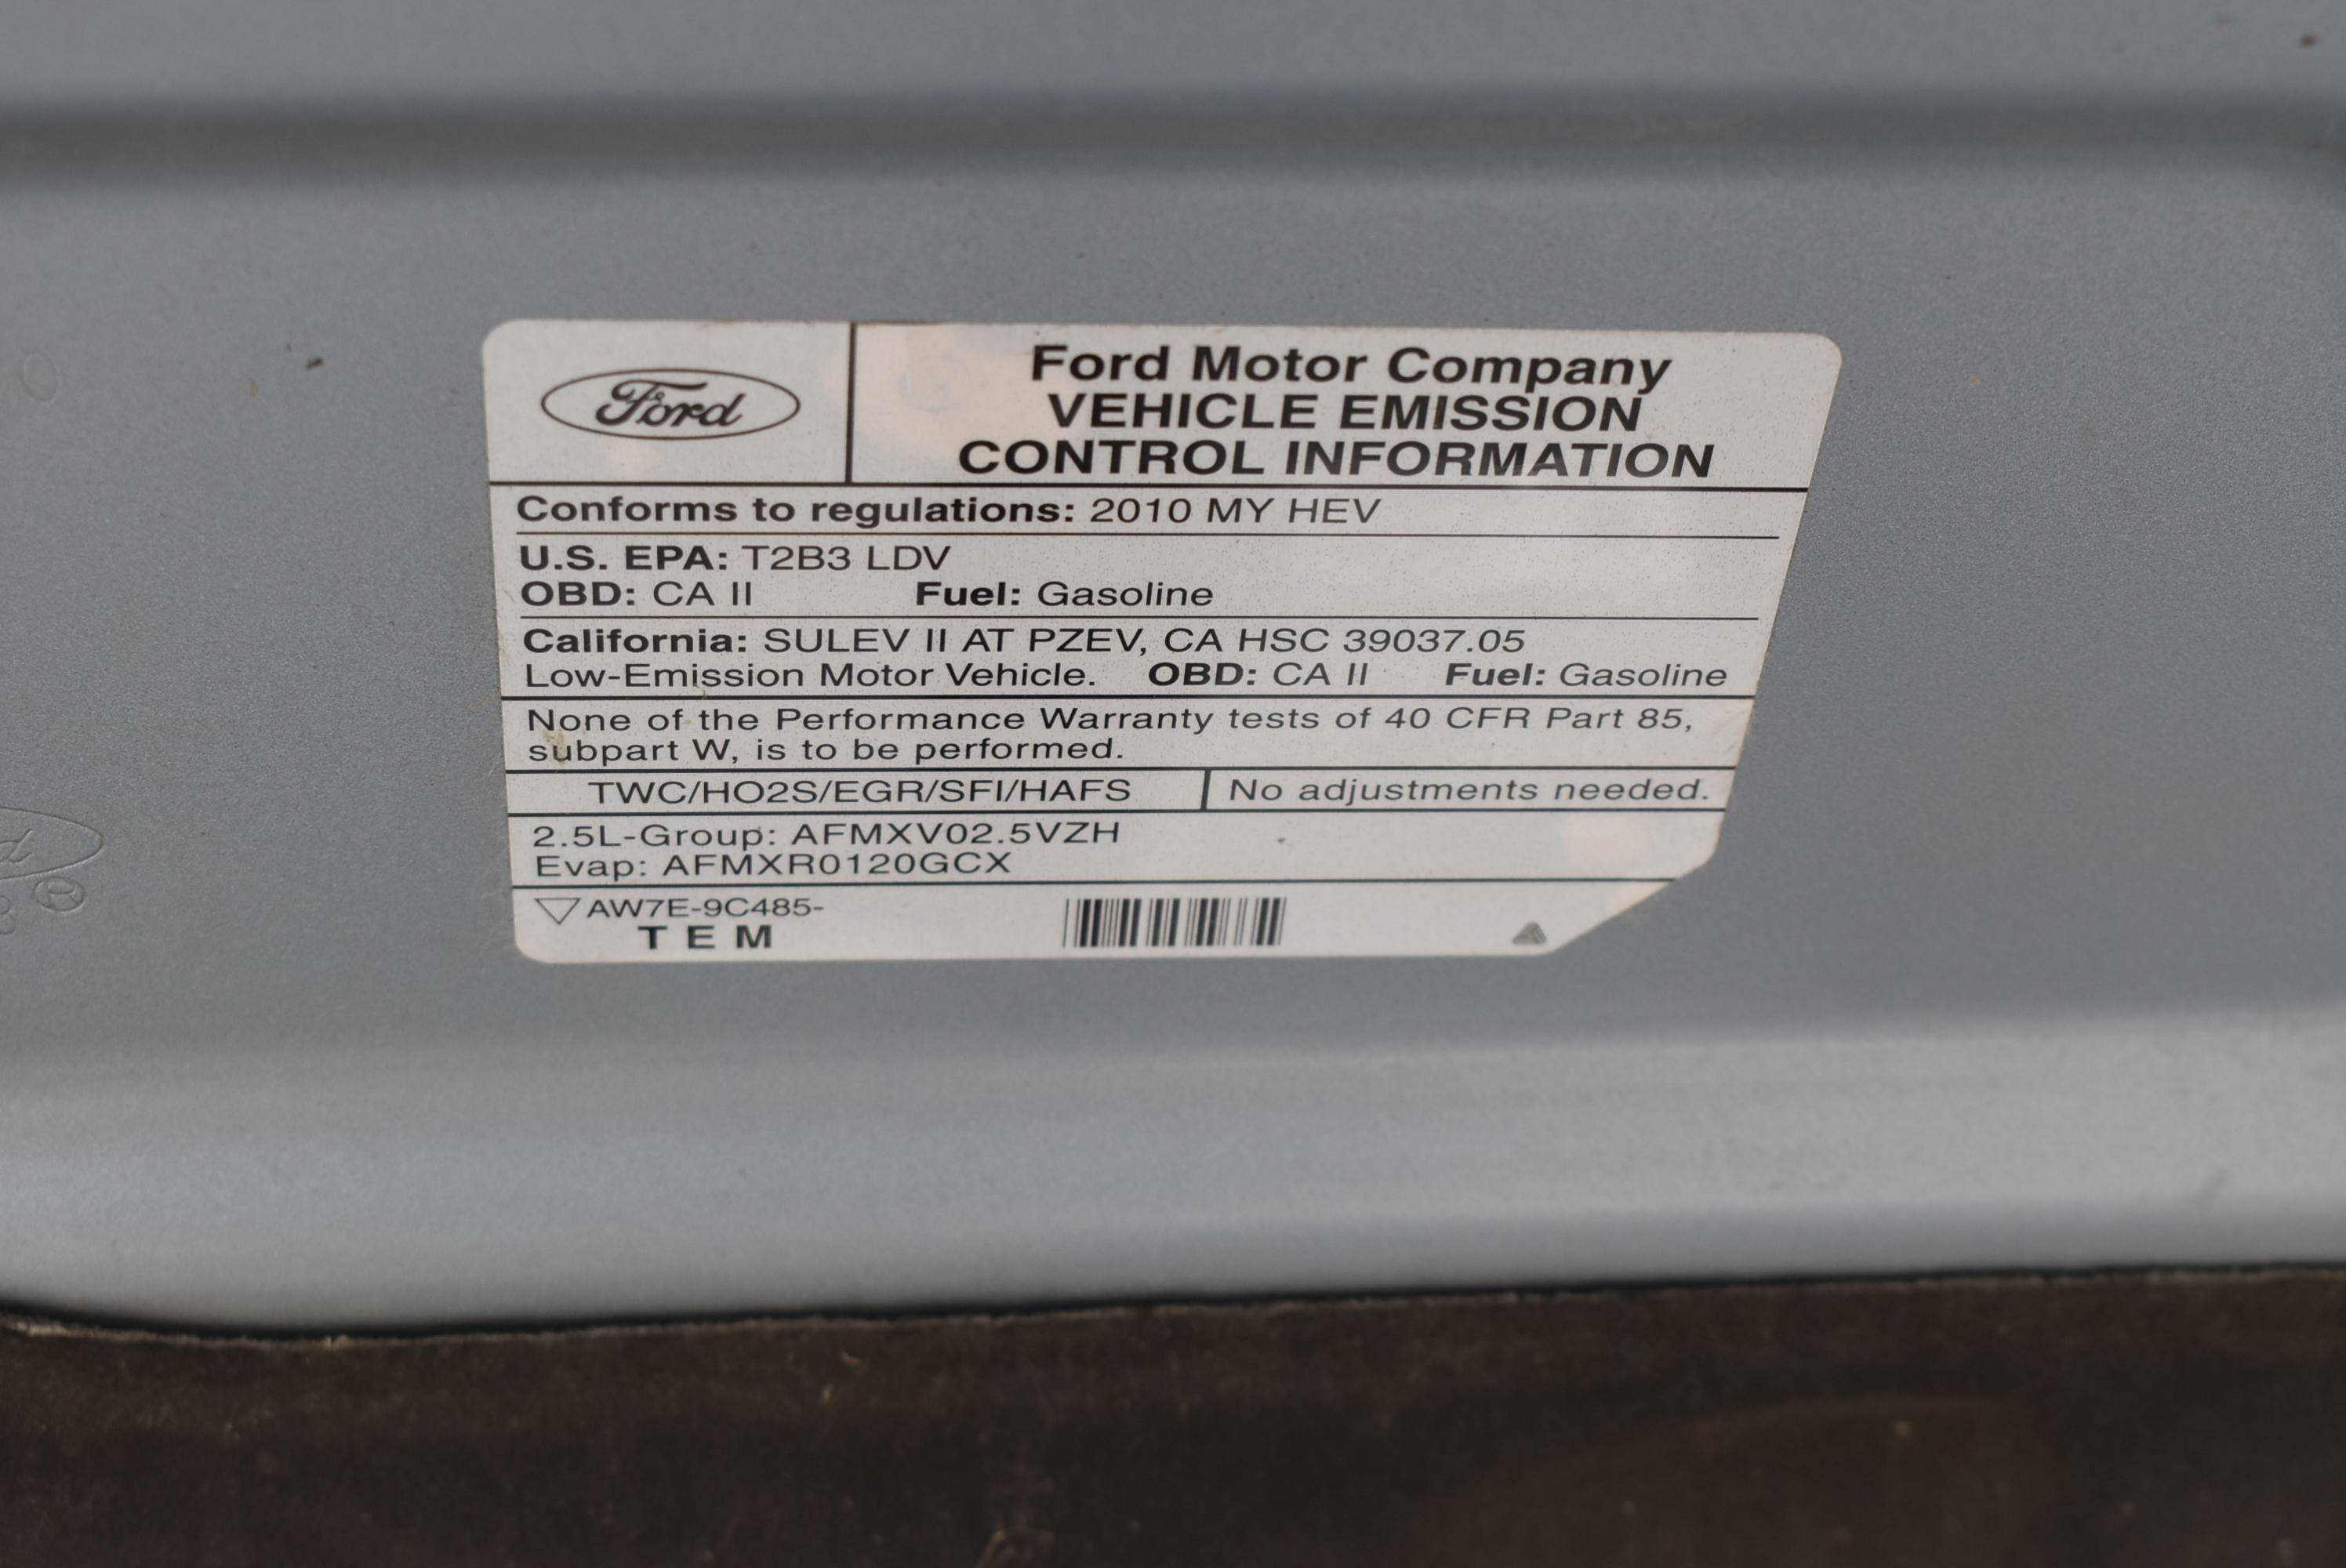 Ford
Ford Motor Company
VEHICLE EMISSION
CONTROL INFORMATION
Conforms to regulations: 2010 MY HEV
U.S. EPA: T2B3 LDV
OBD: CA II Fuel: Gasoline
California: SULEV II AT PZEV, CA HSC 39037.05
Low-Emission Motor Vehicle. OBD: CA II Fuel: Gasoline
None of the Performance Warranty tests of 40 CFR Part 85,
subpart W, is to be performed.
TWC/HO2S/EGR/SFI/HAFS No adjustments needed.
2.5L-Group: AFMXV02.5VZH
Evap: AFMXR0120GCX
AW7E-9C485-
T E M